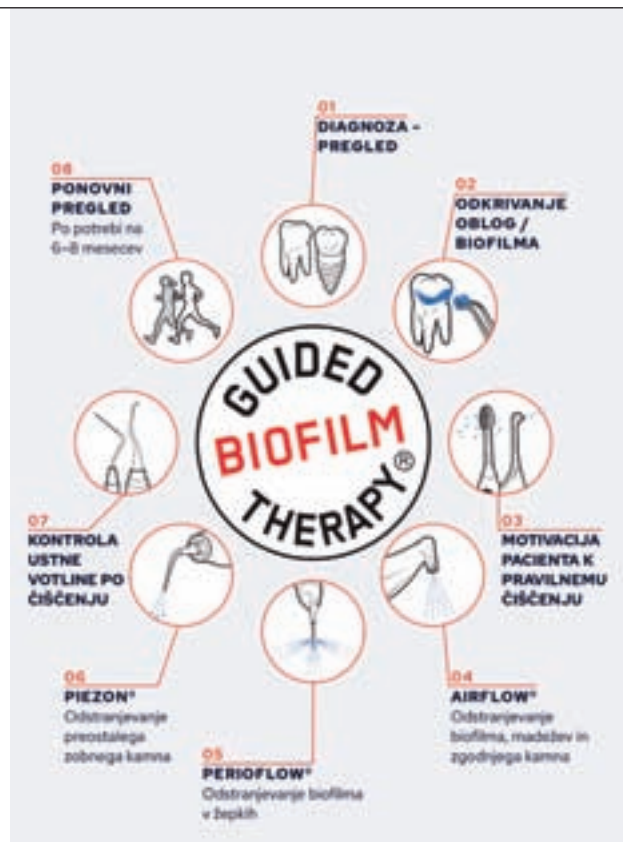 01
DIAGNOZA -
PREGLED
02
ODKRIVANJE
OBLOG /
BIOFILMA
03
MOTIVACIJA
PACIENTA K
PRAVILNEMU
ČIŠČENJU
04
AIRFLOW®
Odstranjevanje
biofilma, madežev in
zgodnjega kamna
05
PERIOFLOW®
Odstranjevanje biofilma
v žepkih
06
PIEZON®
Odstranjevanje
preostalega
zobnega kamna
07
KONTROLA
USTNE
VOTLINE PO
ČIŠČENJU
08
PONOVNI
PREGLED
Po potrebi na
6-8 mesecev
GUIDED
BIOFILM
THERAPY®